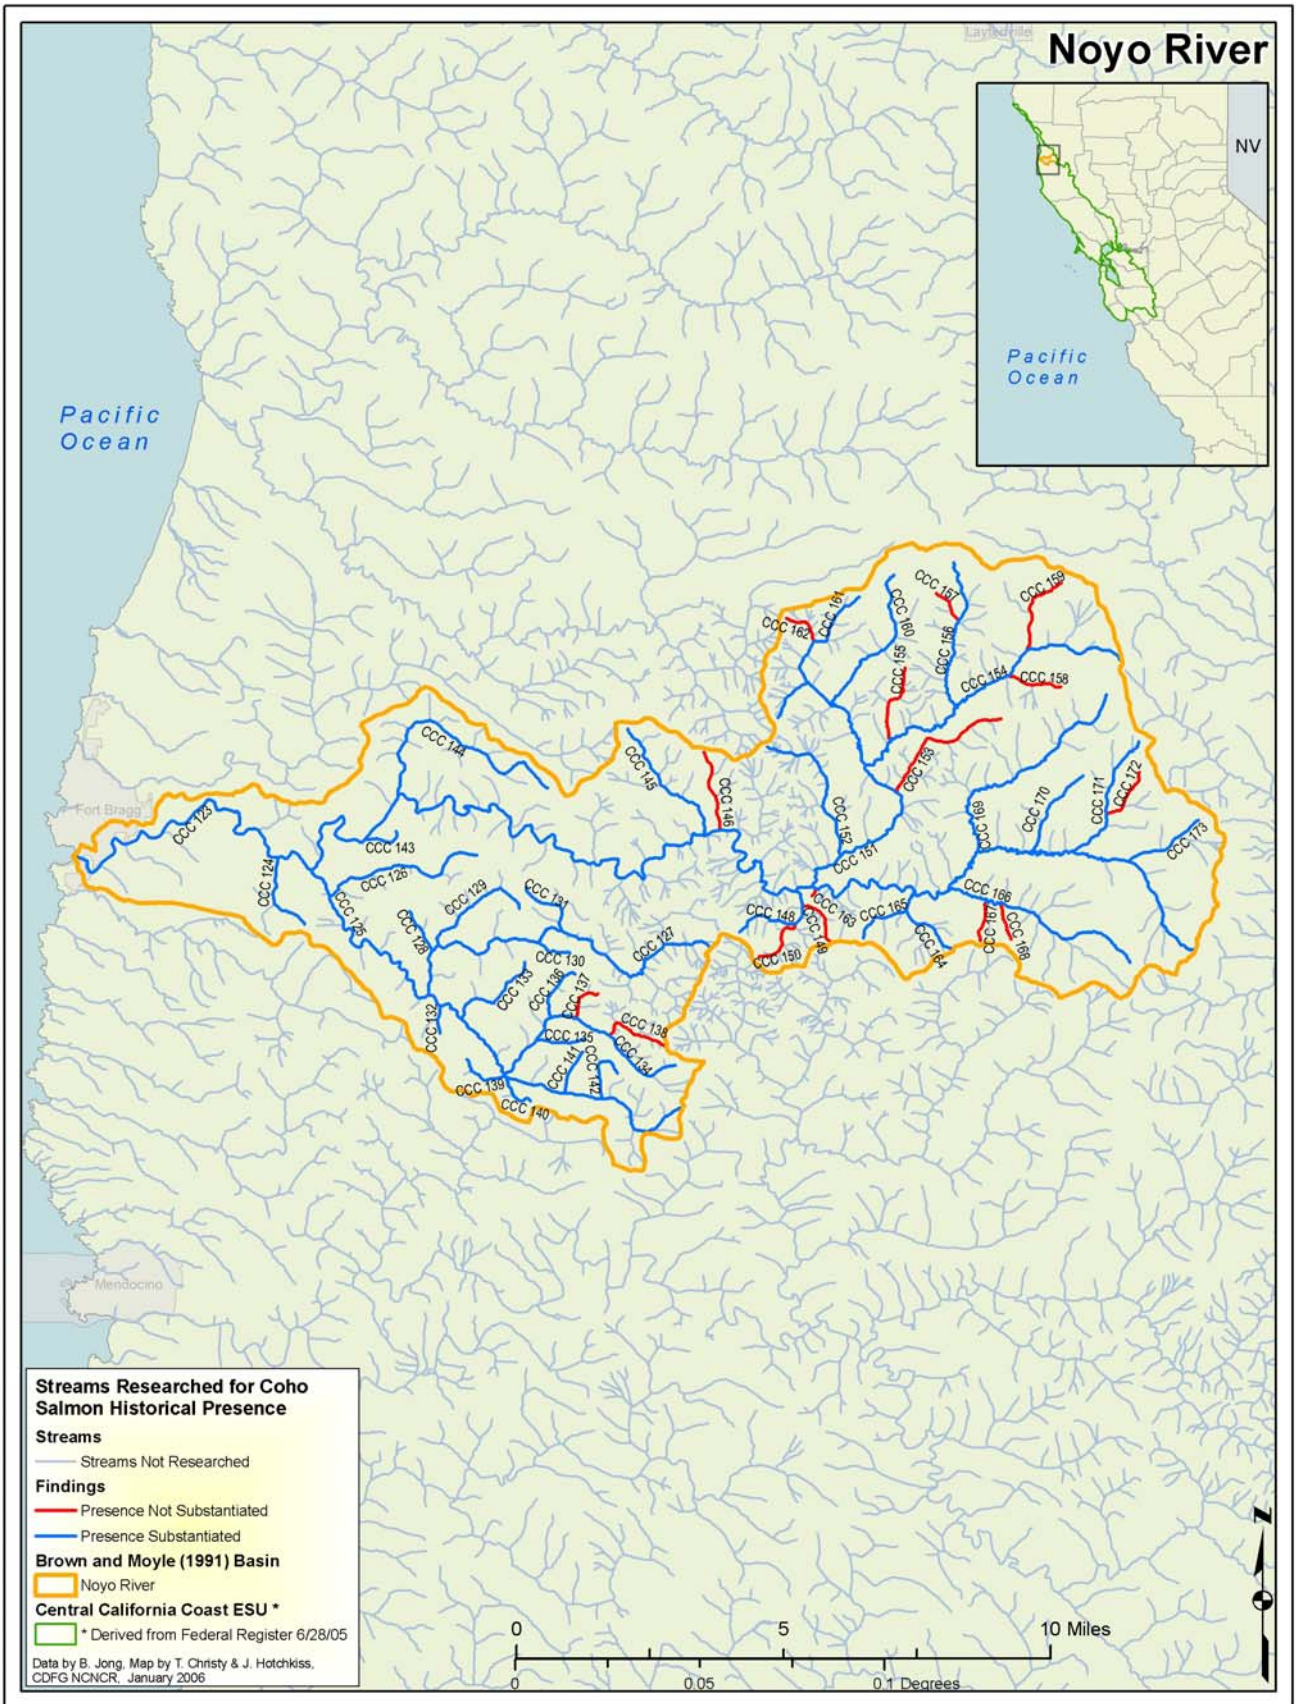 Laytonville
Noyo River
NV
Pacific
Ocean
Pacific
Ocean
CCC 159
CCC 157
CCC 161
CCC 160
CCC 162
CCC 156
CCC 155
CCC 154
CCC 158
CCC 144
CCC 145
CCC 153
CCC 146
CCC 172
CCC 171
CCC 170
CCC 169
Fort Bragg
CCC 123
CCC 152
CCC 173
CCC 143
CCC 151
CCC 126
CCC 124
CCC 129
CCC 131
CCC 166
CCC 125
CCC 163
CCC 165
CCC 148
CCC 128
CCC 149
CCC 167
CCC 168
CCC 127
CCC 164
CCC 130
CCC 150
CCC 133
CCC 136
CCC 137
CCC 132
CCC 138
CCC 135
CCC 134
CCC 141
CCC 142
CCC 139
CCC 140
Mendocino
Streams Researched for Coho
Salmon Historical Presence
Streams
Streams Not Researched
Findings
Presence Not Substantiated
Presence Substantiated
Brown and Moyle (1991) Basin
Noyo River
Central California Coast ESU *
* Derived from Federal Register 6/28/05
Data by B. Jong, Map by T. Christy & J. Hotchkiss,
CDFG NCNCR, January 2006
0 5 10 Miles
0.05 0.1 Degrees
N